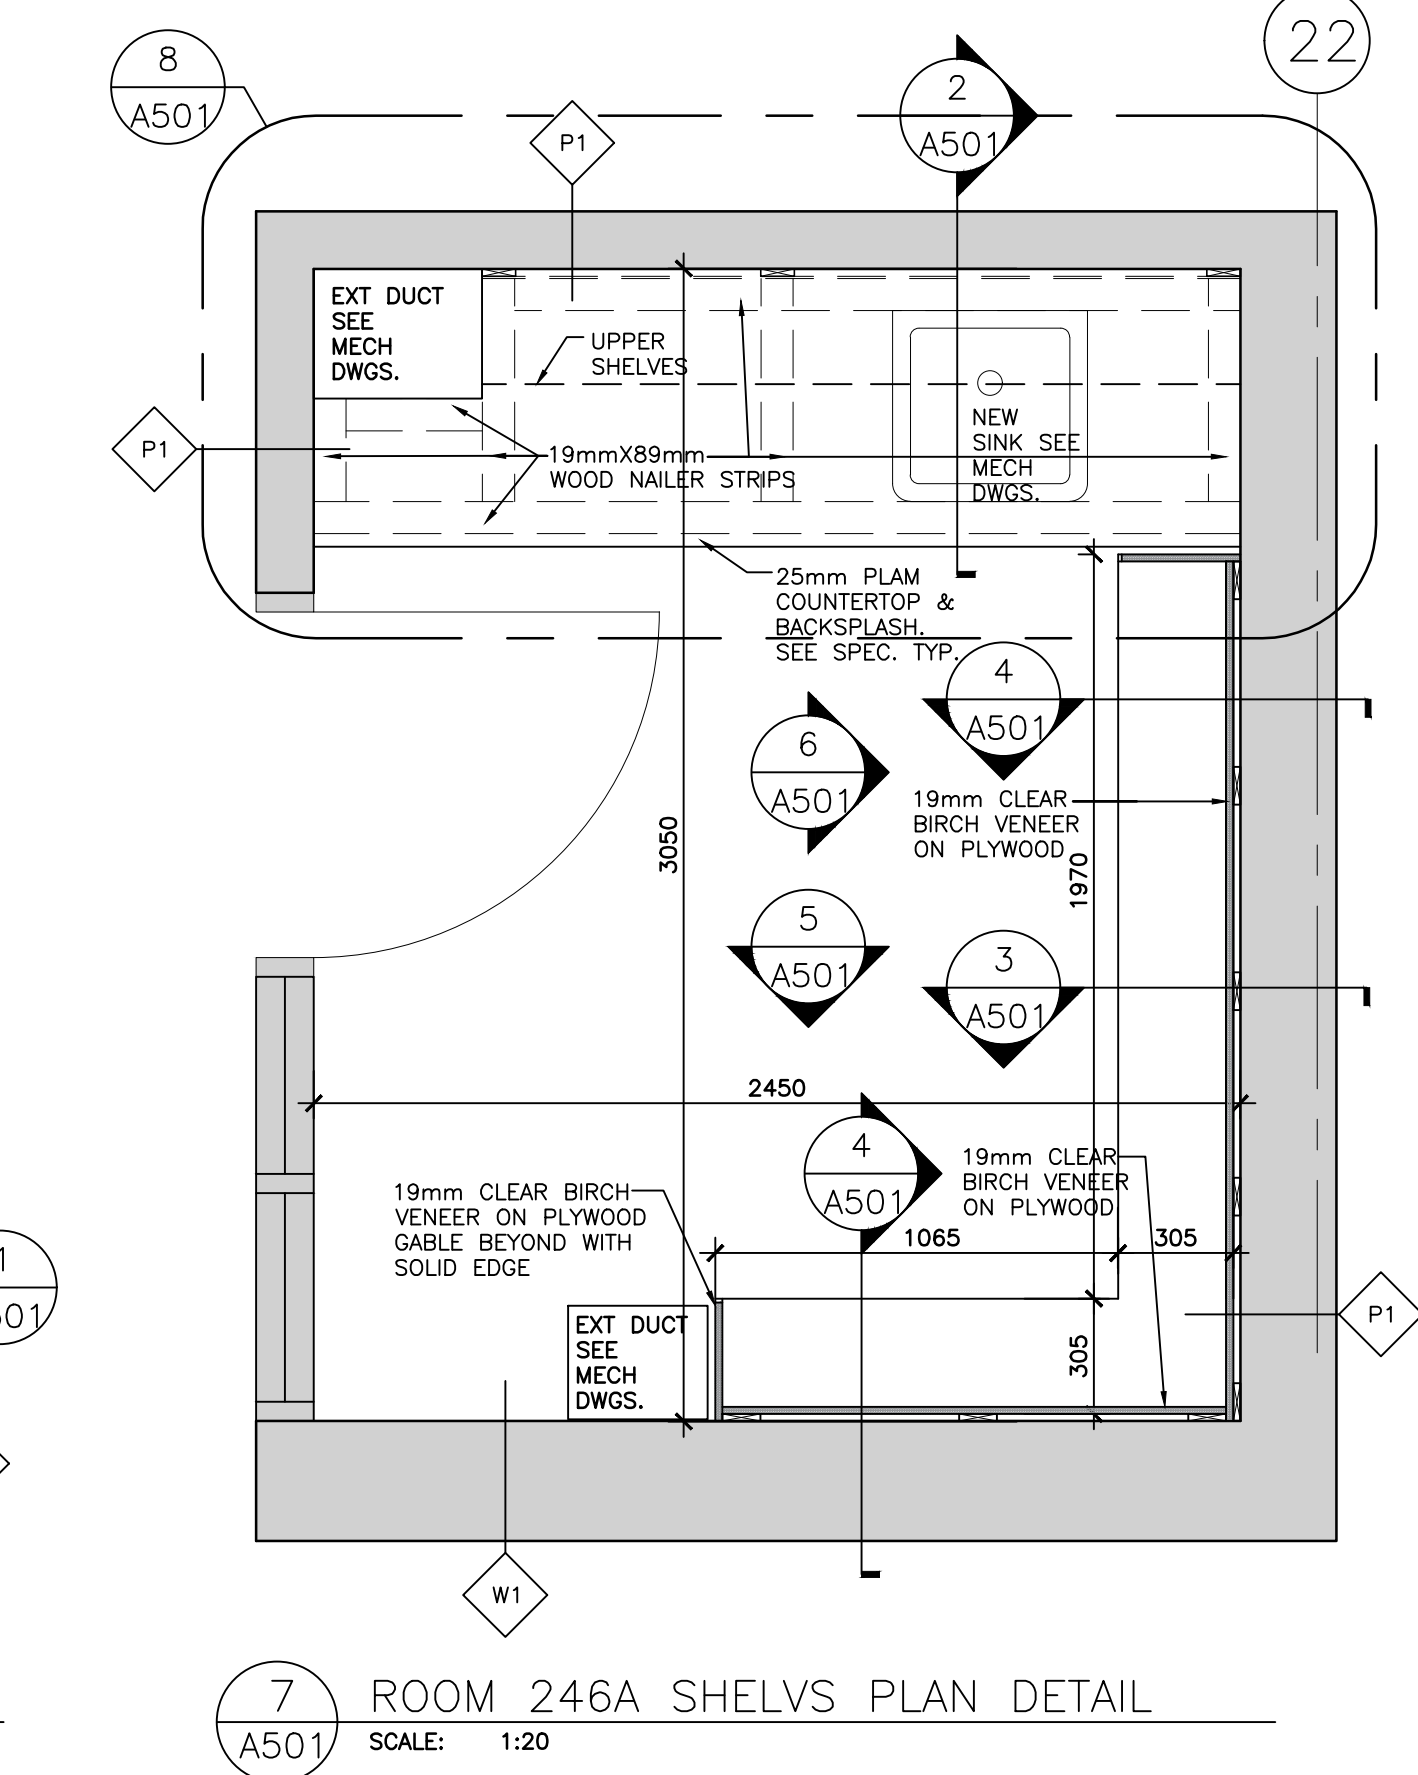 8
A501
P1
2
A501
22
EXT DUCT
SEE
MECH
DWGS.
UPPER
SHELVES
P1
19mmX89mm
WOOD NAILER STRIPS
NEW
SINK SEE
MECH
DWGS.
25mm PLAM
COUNTERTOP &
BACKSPLASH.
SEE SPEC. TYP.
4
A501
6
A501
19mm CLEAR
BIRCH VENEER
ON PLYWOOD
3050
1970
5
A501
3
A501
2450
4
A501
19mm CLEAR
BIRCH VENEER
ON PLYWOOD
19mm CLEAR BIRCH
VENEER ON PLYWOOD
GABLE BEYOND WITH
SOLID EDGE
1065
305
1
01
EXT DUCT
SEE
MECH
DWGS.
305
P1
W1
7
A501
ROOM 246A SHELVS PLAN DETAIL
SCALE: 1:20